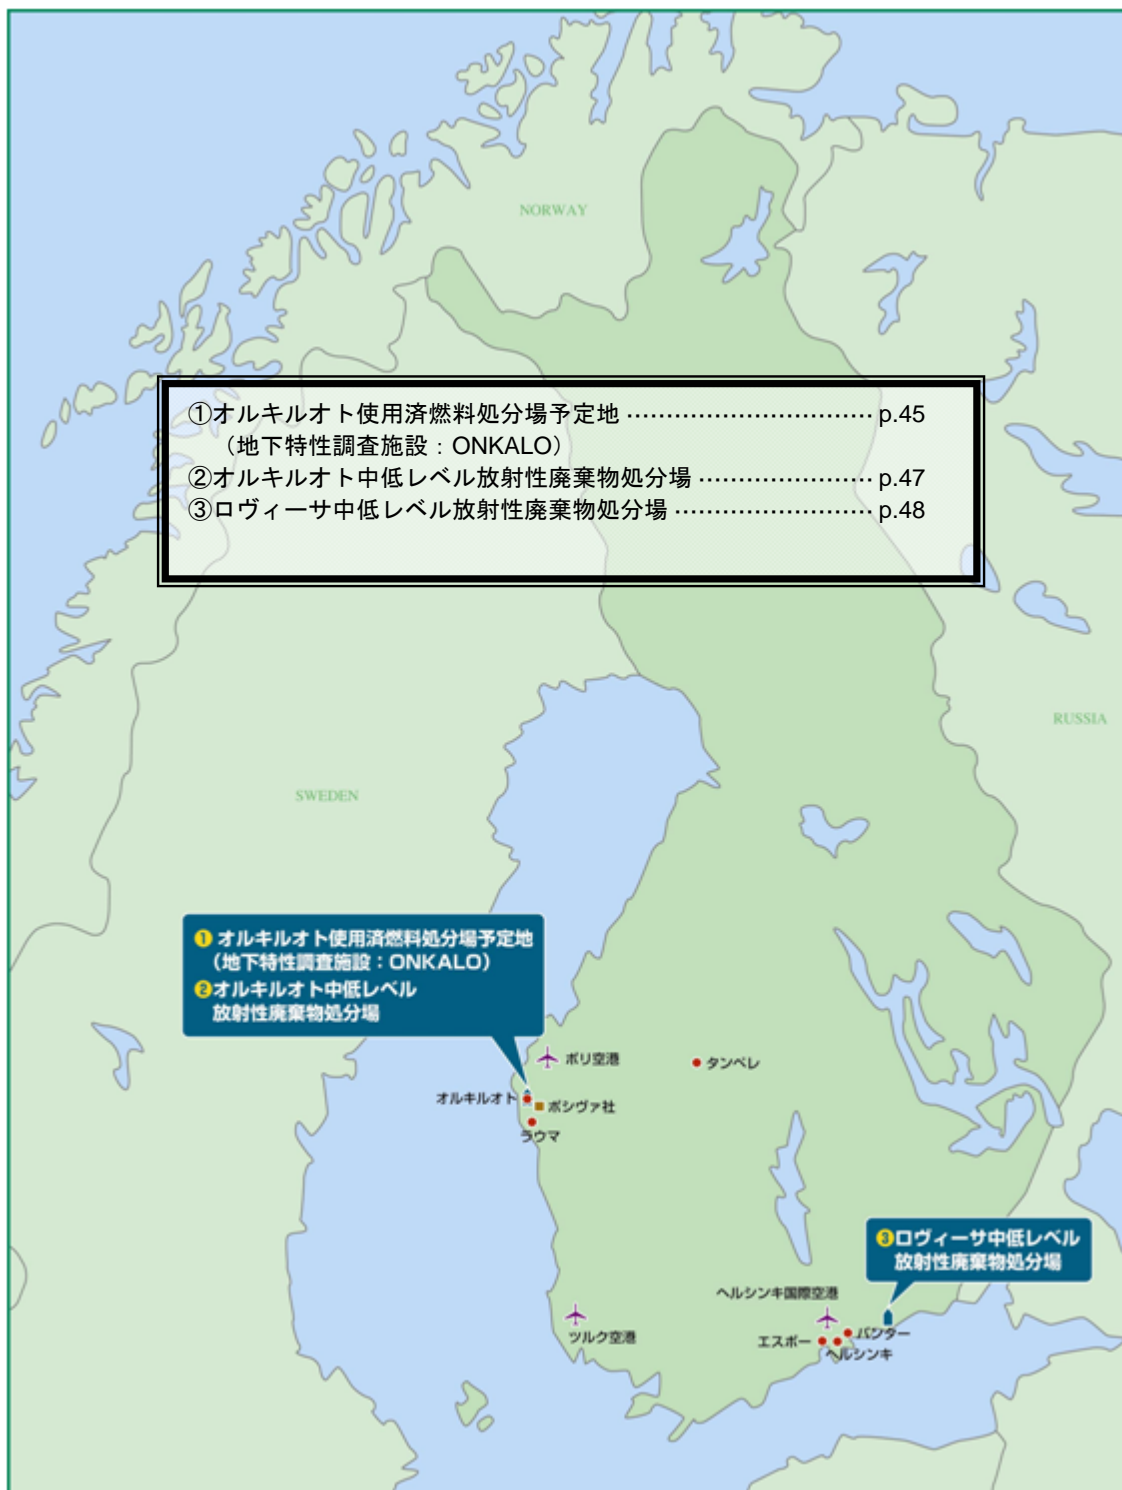 NORWAY
①オルキルオト使用済燃料処分場予定地 ……………………………… p.45
（地下特性調査施設：ONKALO）
②オルキルオト中低レベル放射性廃棄物処分場 …………………… p.47
③ロヴィーサ中低レベル放射性廃棄物処分場 ……………………… p.48
RUSSIA
SWEDEN
❶ オルキルオト使用済燃料処分場予定地
（地下特性調査施設：ONKALO）
❷オルキルオト中低レベル
放射性廃棄物処分場
ポリ空港
タンペレ
オルキルオト
ポシヴァ社
ラウマ
❸ロヴィーサ中低レベル
放射性廃棄物処分場
ヘルシンキ国際空港
ツルク空港
エスポー
バンター
ヘルシンキ